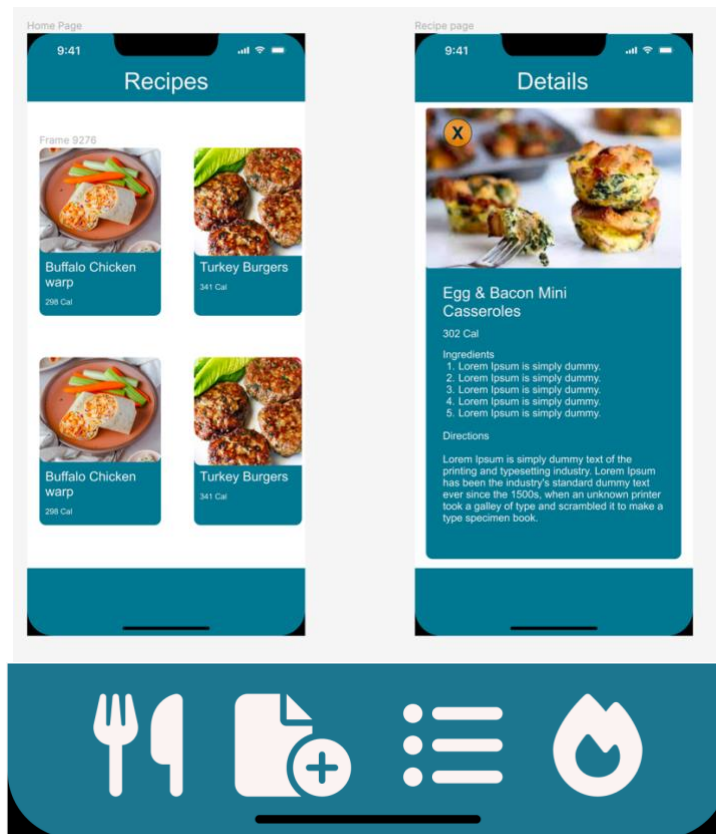 Home Page
9:41
Recipes
Frame 9276
Buffalo Chicken
warp
298 Cal
Turkey Burgers
341 Cal
Buffalo Chicken
warp
298 Cal
Turkey Burgers
341 Cal
Recipe page
9:41
Details
X
Egg & Bacon Mini
Casseroles
302 Cal
Ingredients
1. Lorem Ipsum is simply dummy.
2. Lorem Ipsum is simply dummy.
3. Lorem Ipsum is simply dummy.
4. Lorem Ipsum is simply dummy.
5. Lorem Ipsum is simply dummy.
Directions
Lorem Ipsum is simply dummy text of the
printing and typesetting industry. Lorem Ipsum
has been the industry's standard dummy text
ever since the 1500s, when an unknown printer
took a galley of type and scrambled it to make a
type specimen book.